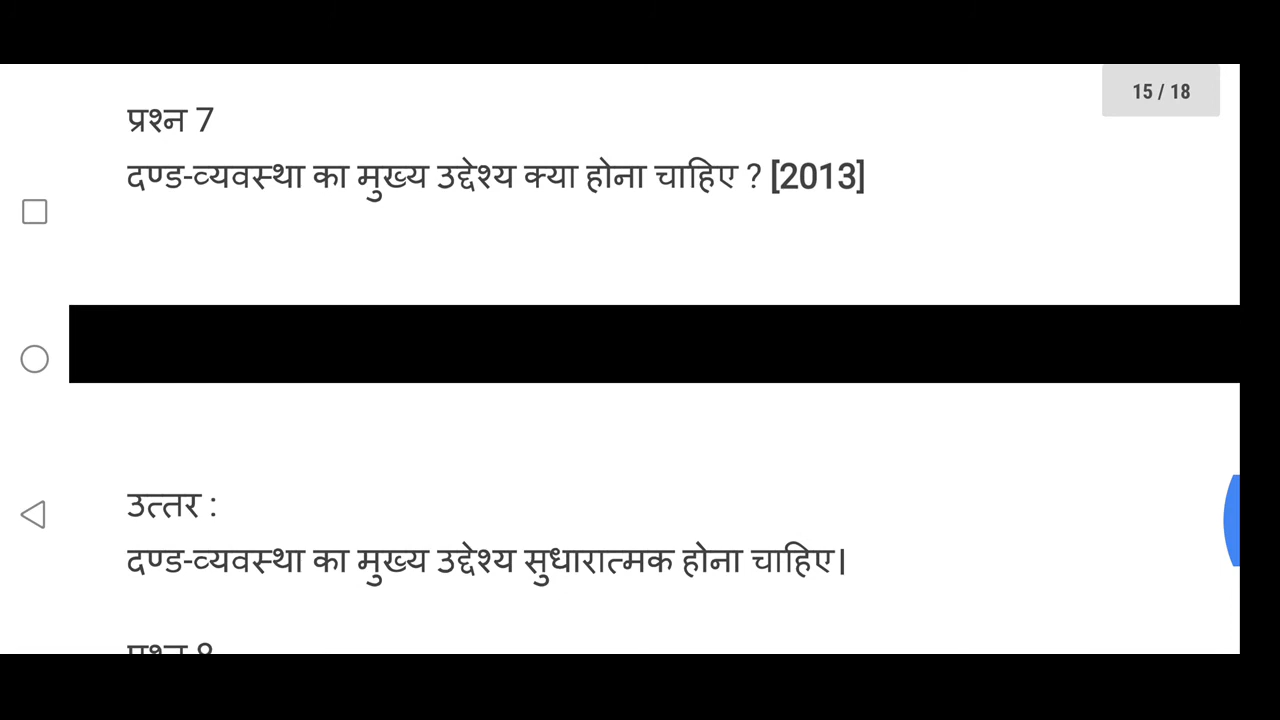 15 / 18
प्रश्न 7
दण्ड-व्यवस्था का मुख्य उद्देश्य क्या होना चाहिए ? [2013]
उत्तर :
दण्ड-व्यवस्था का मुख्य उद्देश्य सुधारात्मक होना चाहिए।